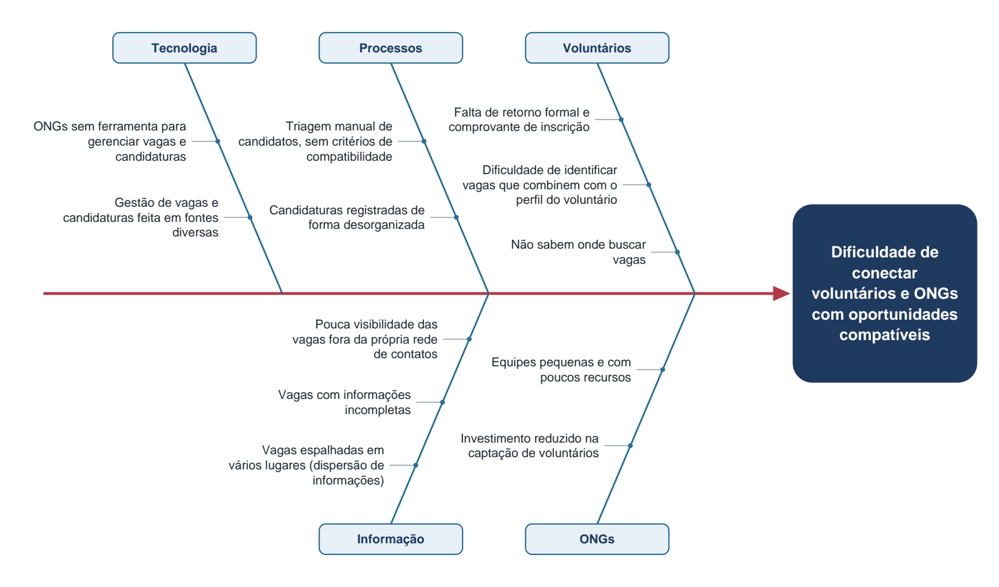 Tecnologia
Processos
Voluntários
ONGs sem ferramenta para
gerenciar vagas e
candidaturas
Gestão de vagas e
candidaturas feita em fontes
diversas
Triagem manual de
candidatos, sem critérios de
compatibilidade
Candidaturas registradas de
forma desorganizada
Falta de retorno formal e
comprovante de inscrição
Dificuldade de identificar
vagas que combinem com o
perfil do voluntário
Não sabem onde buscar
vagas
Dificuldade de
conectar
voluntários e ONGs
com oportunidades
compatíveis
Pouca visibilidade das
vagas fora da própria rede
de contatos
Vagas com informações
incompletas
Vagas espalhadas em
vários lugares (dispersão de
informações)
Equipes pequenas e com
poucos recursos
Investimento reduzido na
captação de voluntários
Informação
ONGs